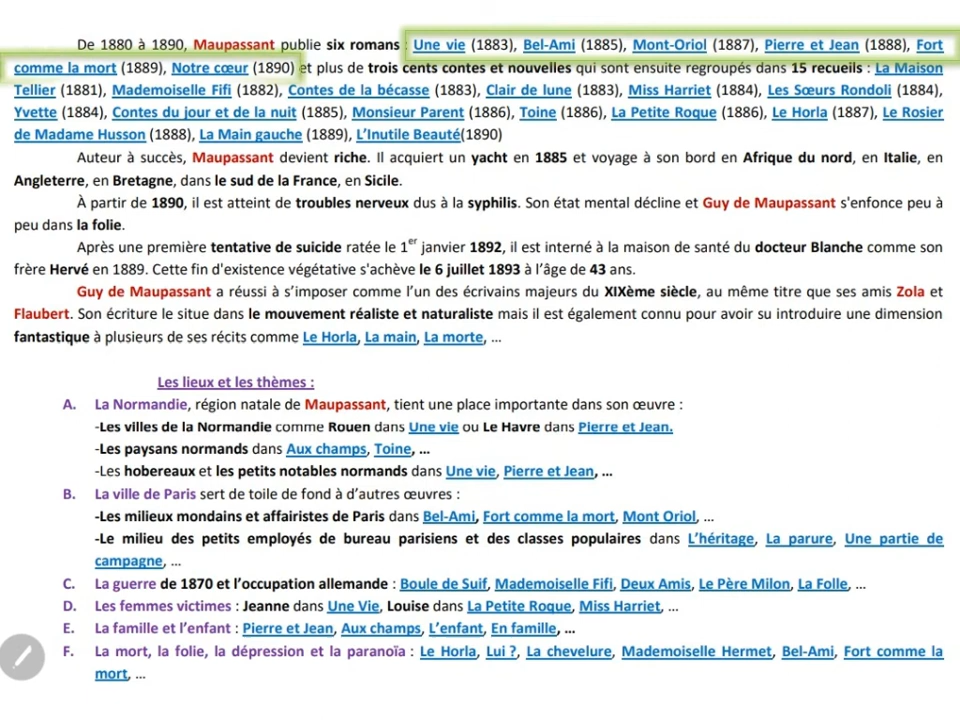 De 1880 à 1890, Maupassant publie six romans : Une vie (1883), Bel-Ami (1885), Mont-Oriol (1887), Pierre et Jean (1888), Fort
comme la mort (1889), Notre cœur (1890) et plus de trois cents contes et nouvelles qui sont ensuite regroupés dans 15 recueils : La Maison
Tellier (1881), Mademoiselle Fifi (1882), Contes de la bécasse (1883), Clair de lune (1883), Miss Harriet (1884), Les Sœurs Rondoli (1884),
Yvette (1884), Contes du jour et de la nuit (1885), Monsieur Parent (1886), Toine (1886), La Petite Roque (1886), Le Horla (1887), Le Rosier
de Madame Husson (1888), La Main gauche (1889), L'Inutile Beauté(1890)
Auteur à succès, Maupassant devient riche. Il acquiert un yacht en 1885 et voyage à son bord en Afrique du nord, en Italie, en
Angleterre, en Bretagne, dans le sud de la France, en Sicile.
À partir de 1890, il est atteint de troubles nerveux dus à la syphilis. Son état mental décline et Guy de Maupassant s'enfonce peu à
peu dans la folie.
Après une première tentative de suicide ratée le 1er janvier 1892, il est interné à la maison de santé du docteur Blanche comme son
frère Hervé en 1889. Cette fin d'existence végétative s'achève le 6 juillet 1893 à l'âge de 43 ans.
Guy de Maupassant a réussi à s'imposer comme l'un des écrivains majeurs du XIXème siècle, au même titre que ses amis Zola et
Flaubert. Son écriture le situe dans le mouvement réaliste et naturaliste mais il est également connu pour avoir su introduire une dimension
fantastique à plusieurs de ses récits comme Le Horla, La main, La morte, ...
Les lieux et les thèmes :
A. La Normandie, région natale de Maupassant, tient une place importante dans son œuvre :
-Les villes de la Normandie comme Rouen dans Une vie ou Le Havre dans Pierre et Jean.
-Les paysans normands dans Aux champs, Toine, ...
-Les hobereaux et les petits notables normands dans Une vie, Pierre et Jean, ...
B. La ville de Paris sert de toile de fond à d'autres œuvres :
-Les milieux mondains et affairistes de Paris dans Bel-Ami, Fort comme la mort, Mont Oriol, ...
-Le milieu des petits employés de bureau parisiens et des classes populaires dans L'héritage, La parure, Une partie de
campagne, ...
C. La guerre de 1870 et l'occupation allemande : Boule de Suif, Mademoiselle Fifi, Deux Amis, Le Père Milon, La Folle, ...
D. Les femmes victimes : Jeanne dans Une Vie, Louise dans La Petite Roque, Miss Harriet, ...
E. La famille et l'enfant : Pierre et Jean, Aux champs, L'enfant, En famille, ...
F. La mort, la folie, la dépression et la paranoïa : Le Horla, Lui ?, La chevelure, Mademoiselle Hermet, Bel-Ami, Fort comme la
mort, ...